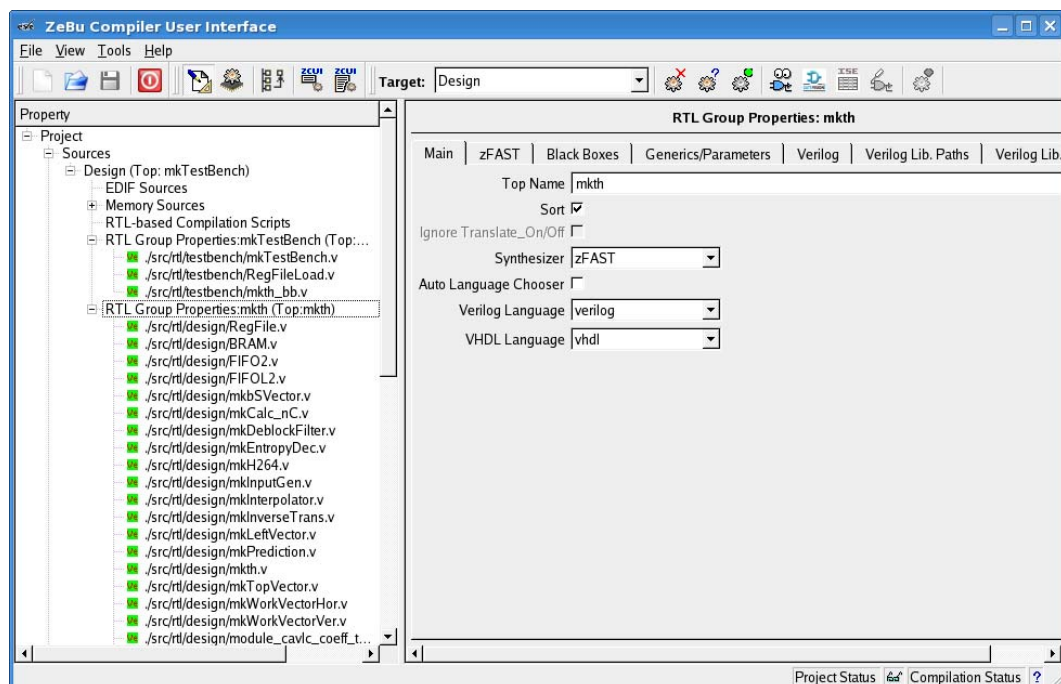 ZeBu Compiler User Interface
File View Tools Help
ZCUI ZCUI Target: Design ISE
Property
Project
Sources
Design (Top: mkTestBench)
EDIF Sources
Memory Sources
RTL-based Compilation Scripts
RTL Group Properties:mkTestBench (Top:...
./src/rtl/testbench/mkTestBench.v
./src/rtl/testbench/RegFileLoad.v
./src/rtl/testbench/mkth_bb.v
RTL Group Properties:mkth (Top:mkth)
./src/rtl/design/RegFile.v
./src/rtl/design/BRAM.v
./src/rtl/design/FIFO2.v
./src/rtl/design/FIFOL2.v
./src/rtl/design/mkbSVector.v
./src/rtl/design/mkCalc_nC.v
./src/rtl/design/mkDeblockFilter.v
./src/rtl/design/mkEntropyDec.v
./src/rtl/design/mkH264.v
./src/rtl/design/mkInputGen.v
./src/rtl/design/mkInterpolator.v
./src/rtl/design/mkInverseTrans.v
./src/rtl/design/mkLeftVector.v
./src/rtl/design/mkPrediction.v
./src/rtl/design/mkth.v
./src/rtl/design/mkTopVector.v
./src/rtl/design/mkWorkVectorHor.v
./src/rtl/design/mkWorkVectorVer.v
./src/rtl/design/module_cavlc_coeff_t...
RTL Group Properties: mkth
Main zFAST Black Boxes Generics/Parameters Verilog Verilog Lib. Paths Verilog Lib.
Top Name mkth
Sort
Ignore Translate_On/Off
Synthesizer zFAST
Auto Language Chooser
Verilog Language verilog
VHDL Language vhdl
Project Status Compilation Status ?